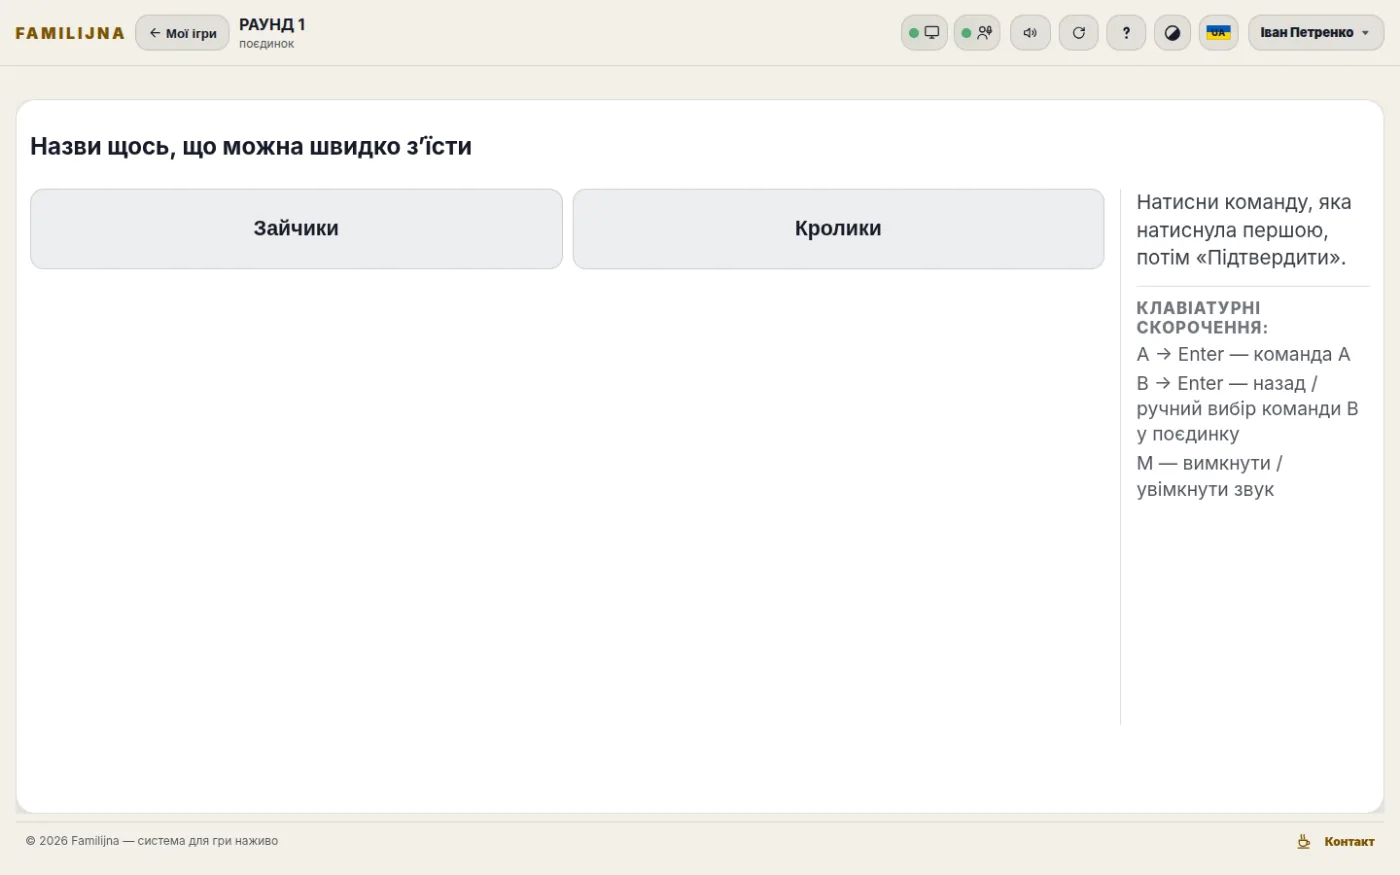 FAMILIJNA
← Мої ігри
РАУНД 1
поєдинок
?
UA
Іван Петренко
Назви щось, що можна швидко з’їсти
Зайчики
Кролики
Натисни команду, яка
натиснула першою,
потім «Підтвердити».
КЛАВІАТУРНІ
СКОРОЧЕННЯ:
A → Enter — команда A
B → Enter — назад /
ручний вибір команди B
у поєдинку
M — вимкнути /
увімкнути звук
© 2026 Familijna — система для гри наживо
Контакт